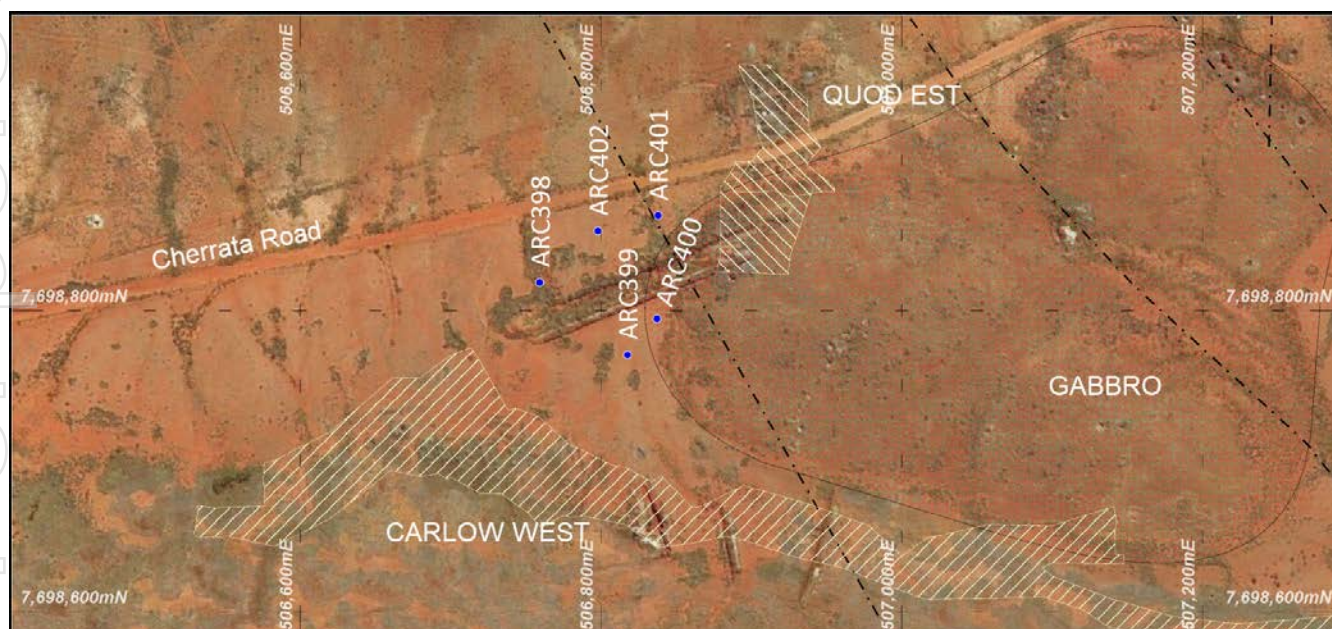 506,600mE
506,800mE
507,000mE
507,200mE
QUOD EST
ARC401
ARC402
ARC398
ARC400
ARC399
Cherrata Road
7,698,800mN
7,698,800mN
GABBRO
CARLOW WEST
506,600mE
506,800mE
507,000mE
507,200mE
7,698,600mN
7,698,600mN